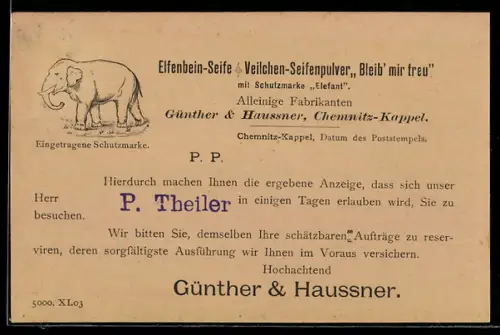 Elfenbein-Seife & Veilchen-Seifenpulver „Bleib' mir treu"
mit Schutzmarke „Elefant".
Alleinige Fabrikanten
Günther & Haussner, Chemnitz-Kappel.
Eingetragene Schutzmarke.
Chemnitz-Kappel, Datum des Poststempels.
P. P.
Hierdurch machen Ihnen die ergebene Anzeige, dass sich unser
Herr P. Theiler in einigen Tagen erlauben wird, Sie zu
besuchen.
Wir bitten Sie, demselben Ihre schätzbaren Aufträge zu reser-
viren, deren sorgfältigste Ausführung wir Ihnen im Voraus versichern.
Hochachtend
Günther & Haussner.
5000. XI.03